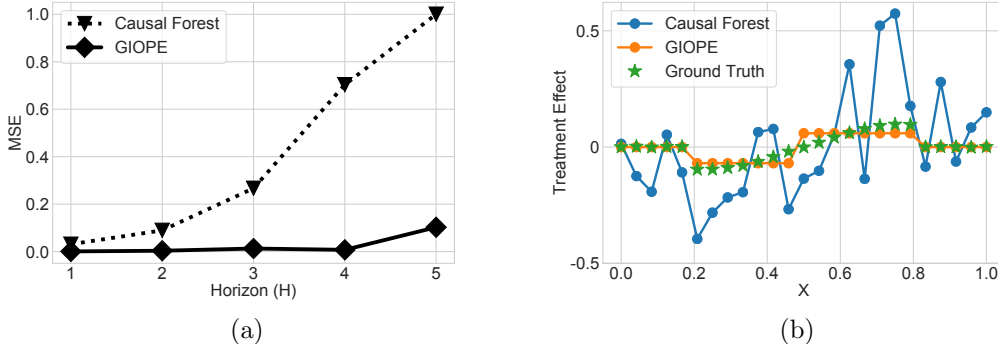 Causal Forest
GIOPE
MSE
1.0
0.8
0.6
0.4
0.2
0.0
1 2 3 4 5
Horizon (H)
(a)
Causal Forest
GIOPE
Ground Truth
Treatment Effect
0.5
0
-0.5
0.0 0.2 0.4 0.6 0.8 1.0
X
(b)